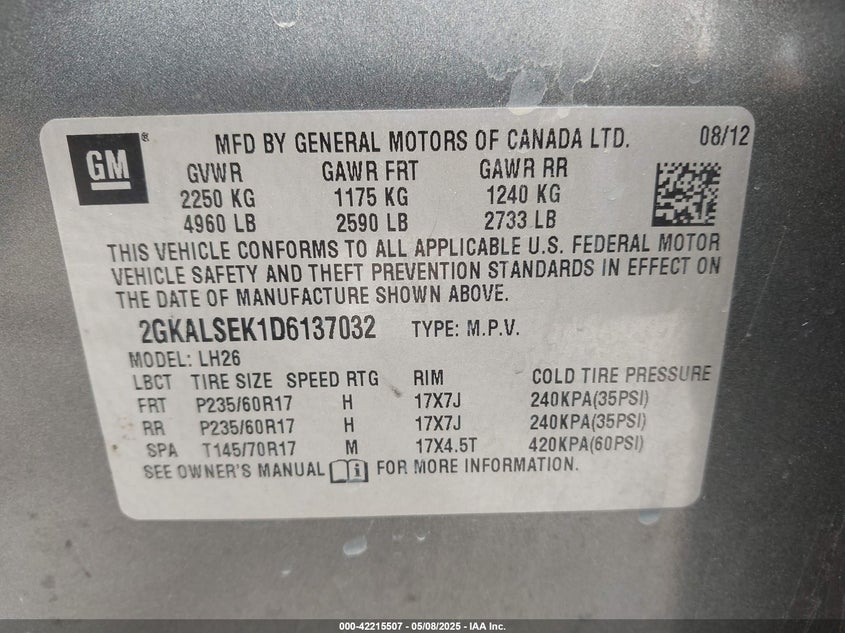 GM ®
MFD BY GENERAL MOTORS OF CANADA LTD. 08/12
GVWR GAWR FRT GAWR RR
2250 KG 1175 KG 1240 KG
4960 LB 2590 LB 2733 LB
THIS VEHICLE CONFORMS TO ALL APPLICABLE U.S. FEDERAL MOTOR
VEHICLE SAFETY AND THEFT PREVENTION STANDARDS IN EFFECT ON
THE DATE OF MANUFACTURE SHOWN ABOVE.
2GKALSEK1D6137032 TYPE: M.P.V.
MODEL: LH26
LBCT TIRE SIZE SPEED RTG RIM COLD TIRE PRESSURE
FRT P235/60R17 H 17X7J 240KPA(35PSI)
RR P235/60R17 H 17X7J 240KPA(35PSI)
SPA T145/70R17 M 17X4.5T 420KPA(60PSI)
SEE OWNER'S MANUAL i FOR MORE INFORMATION.
000-42215507 — 05/08/2025 — IAA Inc.